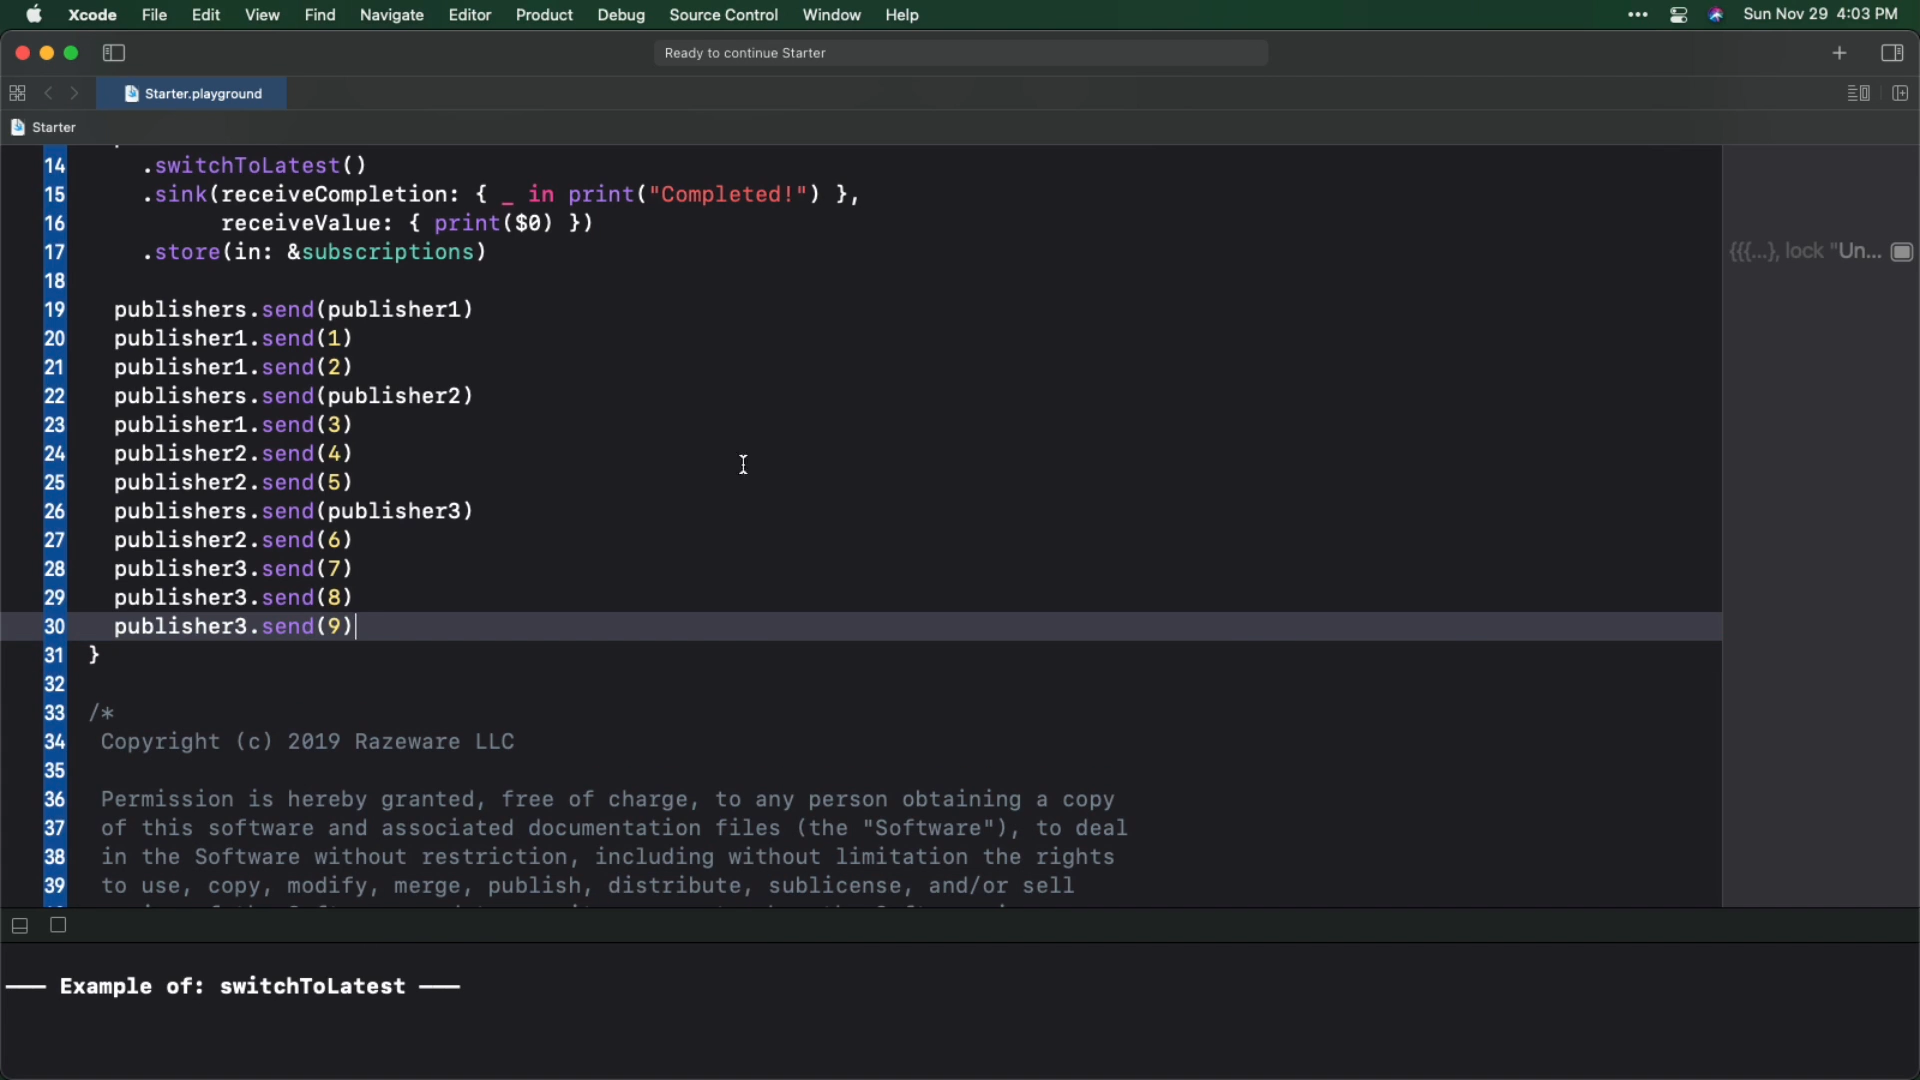 Xcode File Edit View Find Navigate Editor Product Debug Source Control Window Help Sun Nov 29 4:03 PM
Ready to continue Starter
Starter.playground
Starter
14 .switchToLatest()
15 .sink(receiveCompletion: { _ in print("Completed!") },
16 receiveValue: { print($0) })
17 .store(in: &subscriptions) {{{...}, lock "Un...
18
19 publishers.send(publisher1)
20 publisher1.send(1)
21 publisher1.send(2)
22 publishers.send(publisher2)
23 publisher1.send(3)
24 publisher2.send(4)
25 publisher2.send(5)
26 publishers.send(publisher3)
27 publisher2.send(6)
28 publisher3.send(7)
29 publisher3.send(8)
30 publisher3.send(9)
31 }
32
33 /*
34 Copyright (c) 2019 Razeware LLC
35
36 Permission is hereby granted, free of charge, to any person obtaining a copy
37 of this software and associated documentation files (the "Software"), to deal
38 in the Software without restriction, including without limitation the rights
39 to use, copy, modify, merge, publish, distribute, sublicense, and/or sell
—— Example of: switchToLatest ——